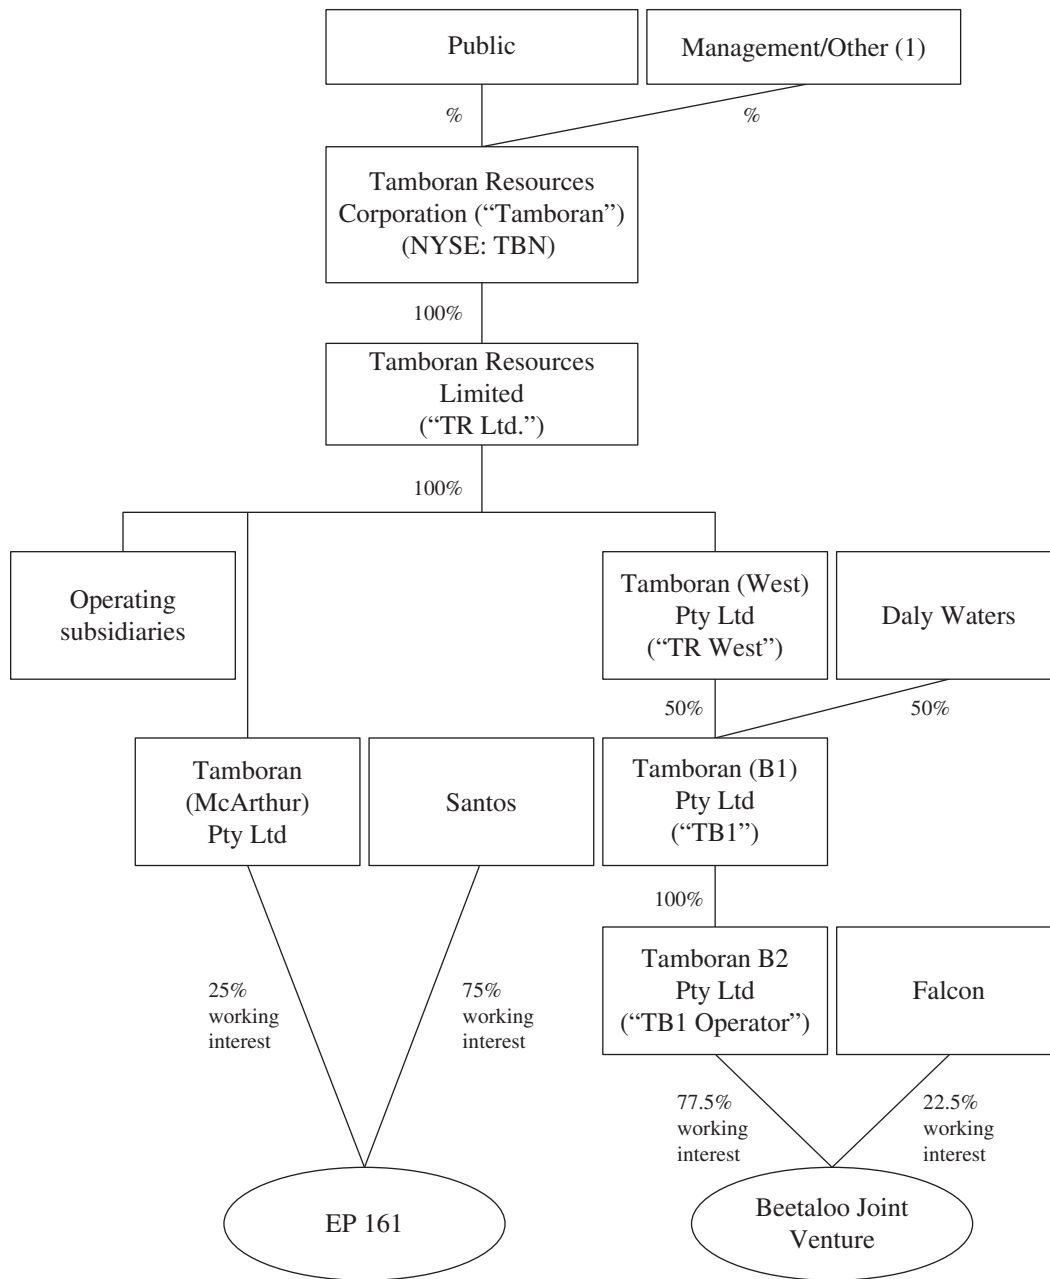 Public
Management/Other (1)
%
%
Tamboran Resources
Corporation (“Tamboran”)
(NYSE: TBN)
100%
Tamboran Resources
Limited
(“TR Ltd.”)
100%
Operating
subsidiaries
Tamboran (West)
Pty Ltd
(“TR West”)
Daly Waters
50%
50%
Tamboran
(McArthur)
Pty Ltd
Santos
Tamboran (B1)
Pty Ltd
(“TB1”)
100%
Tamboran B2
Pty Ltd
(“TB1 Operator”)
Falcon
25%
working
interest
75%
working
interest
77.5%
working
interest
22.5%
working
interest
EP 161
Beetaloo Joint
Venture